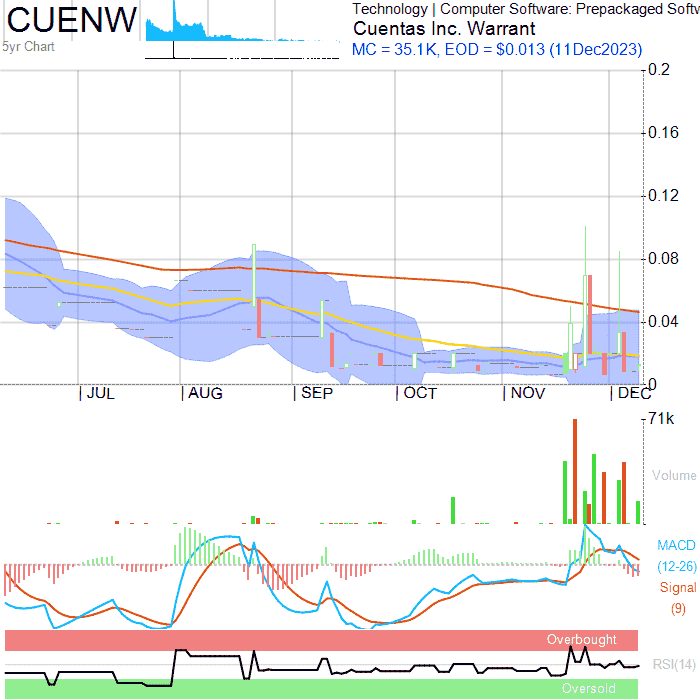 CUENW
5yr Chart
Technology | Computer Software: Prepackaged Softw
Cuentas Inc. Warrant
MC = 35.1K, EOD = $0.013 (11Dec2023)
0.2
0.16
0.12
0.08
0.04
0
JUL AUG SEP OCT NOV DEC
71k
Volume
MACD
(12-26)
Signal
(9)
Overbought
RSI(14)
Oversold